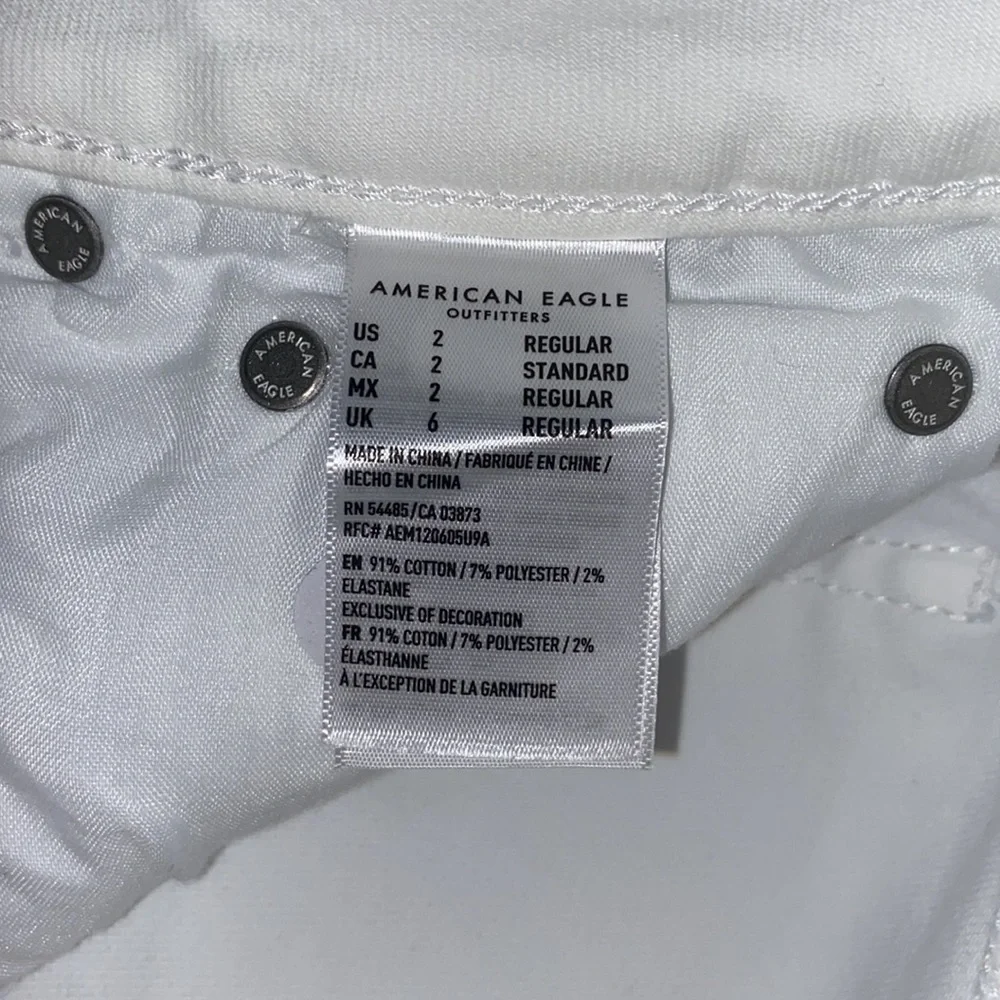 AMERICAN EAGLE
AMERICAN EAGLE
AMERICAN EAGLE
AMERICAN EAGLE
OUTFITTERS
US 2 REGULAR
CA 2 STANDARD
MX 2 REGULAR
UK 6 REGULAR
MADE IN CHINA / FABRIQUÉ EN CHINE /
HECHO EN CHINA
RN 54485/CA 03873
RFC# AEM120605U9A
EN 91% COTTON / 7% POLYESTER / 2%
ELASTANE
EXCLUSIVE OF DECORATION
FR 91% COTON / 7% POLYESTER / 2%
ÉLASTHANNE
À L'EXCEPTION DE LA GARNITURE